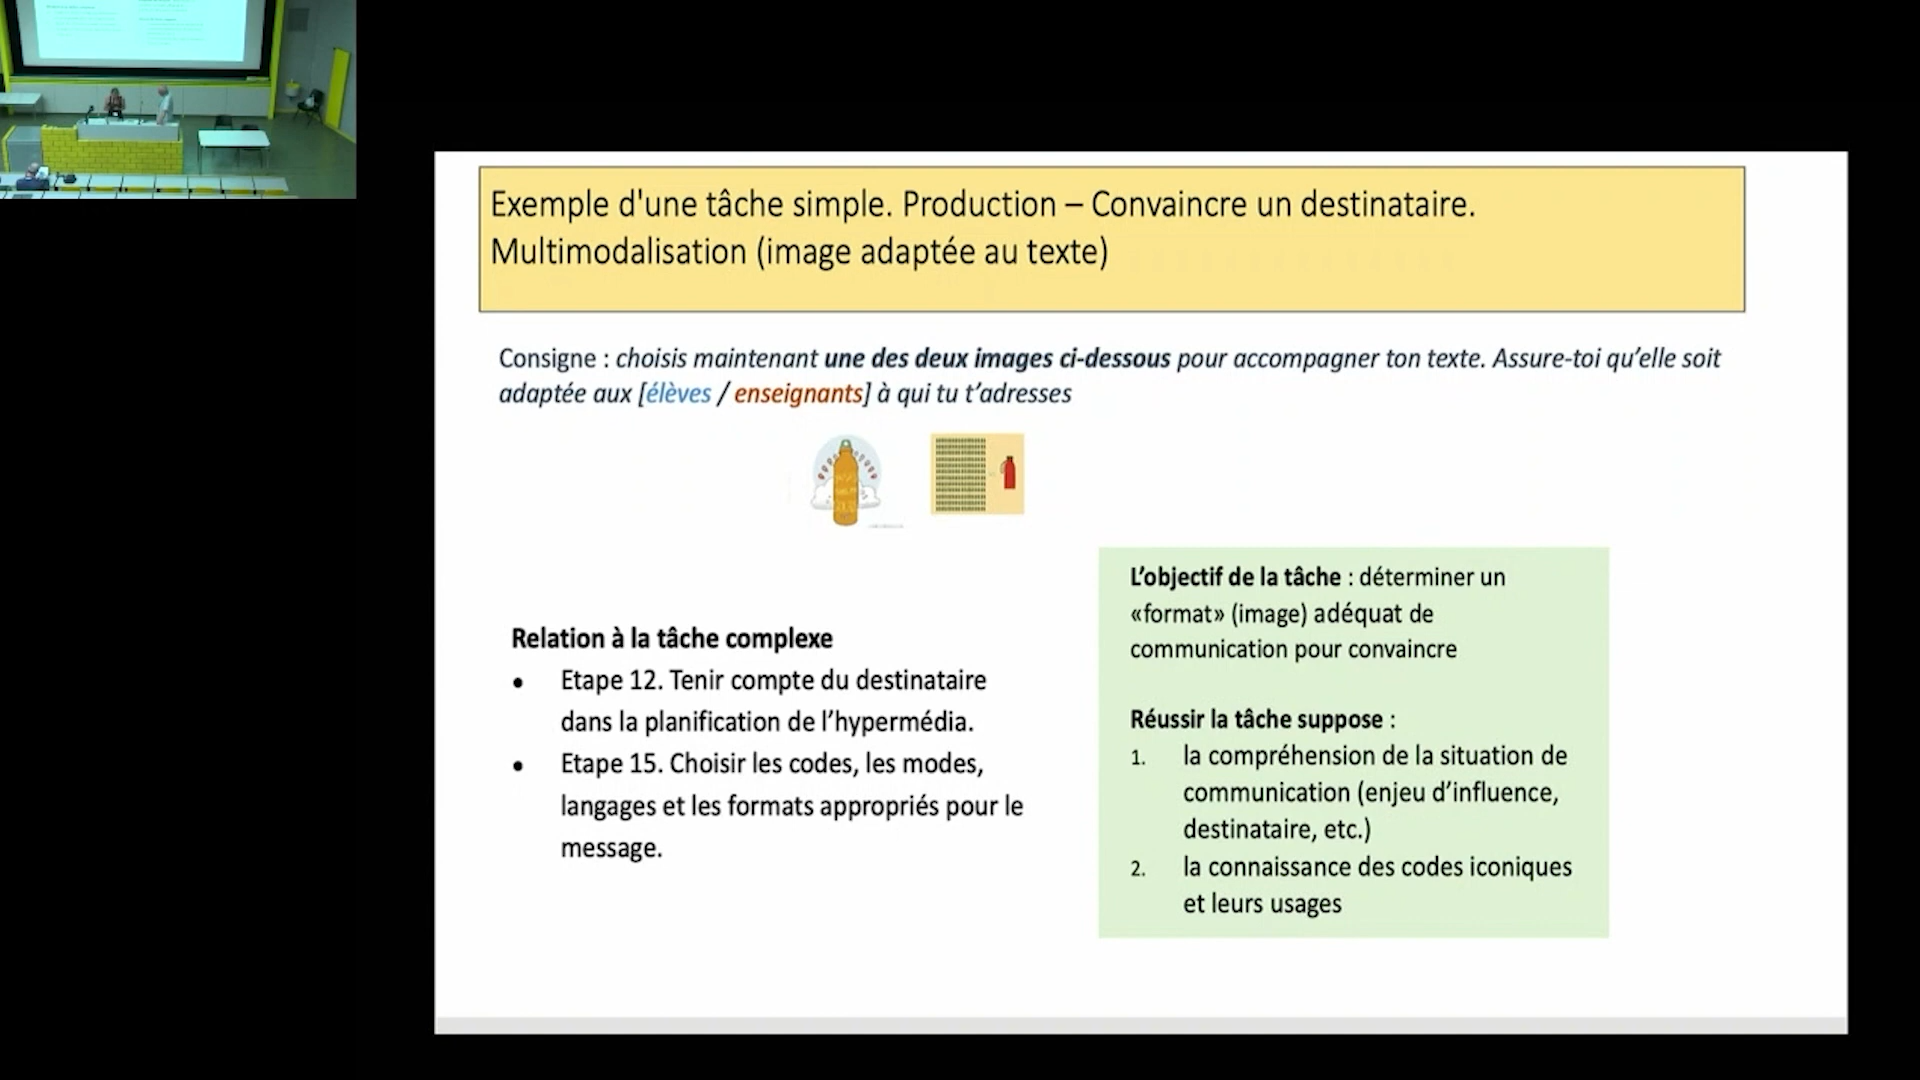 Exemple d'une tâche simple. Production – Convaincre un destinataire.
Multimodalisation (image adaptée au texte)
Consigne : choisis maintenant une des deux images ci-dessous pour accompagner ton texte. Assure-toi qu’elle soit
adaptée aux [élèves / enseignants] à qui tu t’adresses
Relation à la tâche complexe
• Etape 12. Tenir compte du destinataire
dans la planification de l’hypermédia.
• Etape 15. Choisir les codes, les modes,
langages et les formats appropriés pour le
message.
L’objectif de la tâche : déterminer un
«format» (image) adéquat de
communication pour convaincre
Réussir la tâche suppose :
1. la compréhension de la situation de
communication (enjeu d’influence,
destinataire, etc.)
2. la connaissance des codes iconiques
et leurs usages